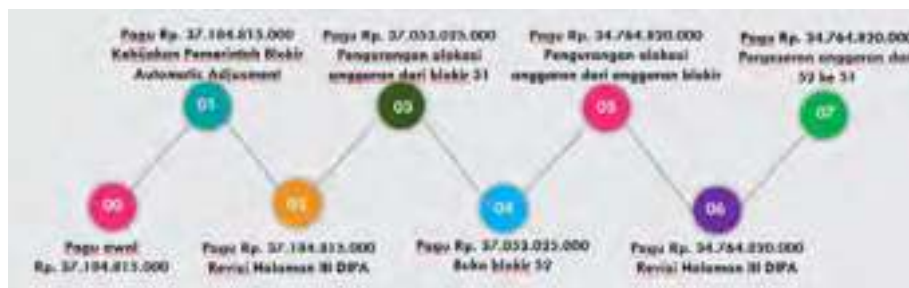 Pagu Rp. 37.184.815.000
Kebijakan Pemerintah Blokir
Automatic Adjusment
Pagu Rp. 37.053.025.000
Pengurangan alokasi
anggaran dari blokir 51
Pagu Rp. 34.764.820.000
Pengurangan alokasi
anggaran dari anggaran blokir
Pagu Rp. 34.764.820.000
Pergeseran anggaran dari
52 ke 51
01
03
05
07
00
02
04
06
Pagu awal
Rp. 37.184.815.000
Pagu Rp. 37.184.815.000
Revisi Halaman III DIPA
Pagu Rp. 37.053.025.000
Buka blokir 52
Pagu Rp. 34.764.820.000
Revisi Halaman III DIPA